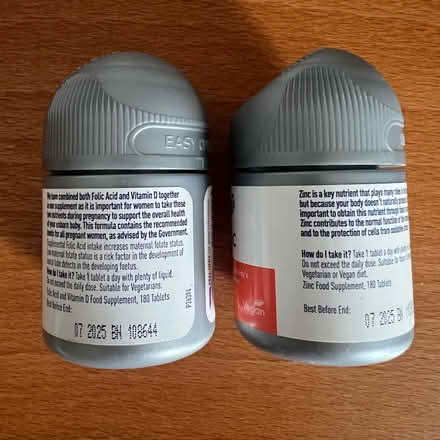 EASY O
We have combined both Folic Acid and Vitamin D together
supplement as it is important for women to take these
nutrients during pregnancy to support the overall health
of your unborn baby. This formula contains the recommended
for all pregnant women, as advised by the Government.
Supplemental Folic Acid intake increases maternal folate status.
maternal folate status is a risk factor in the development of
neural tube defects in the developing foetus.
How do I take it? Take 1 tablet a day with plenty of liquid.
Do not exceed the daily dose. Suitable for Vegetarians.
Folic Acid and Vitamin D Food Supplement, 180 Tablets
Best Before End:
07 2025 BN 108644
Zinc is a key nutrient that plays many
but because your body doesn't naturally
important to obtain this nutrient through
Zinc contributes to the normal function
and to the protection of cells from oxidative
How do I take it? Take 1 tablet a day with
Do not exceed the daily dose. Suitable for
Vegetarian or Vegan diet.
Zinc Food Supplement, 180 Tablets
Best Before End:
07 2025 BN
c
Vegan